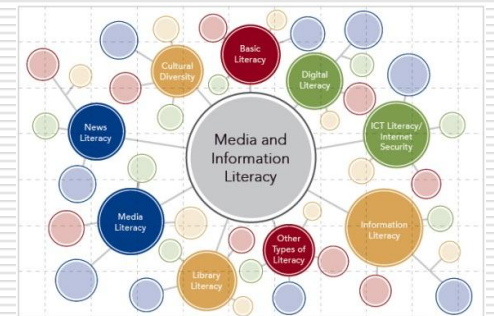 Basic
Literacy
Cultural
Diversity
Digital
Literacy
News
Literacy
ICT Literacy/
Internet
Security
Media and
Information
Literacy
Media
Literacy
Information
Literacy
Other
Types of
Literacy
Library
Literacy